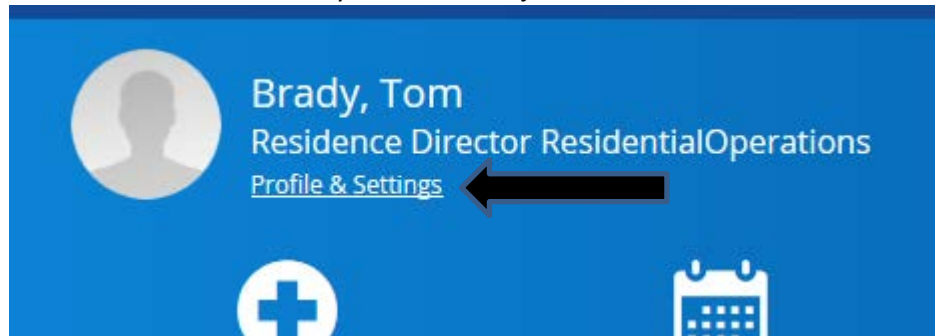 Brady, Tom
Residence Director ResidentialOperations
Profile & Settings